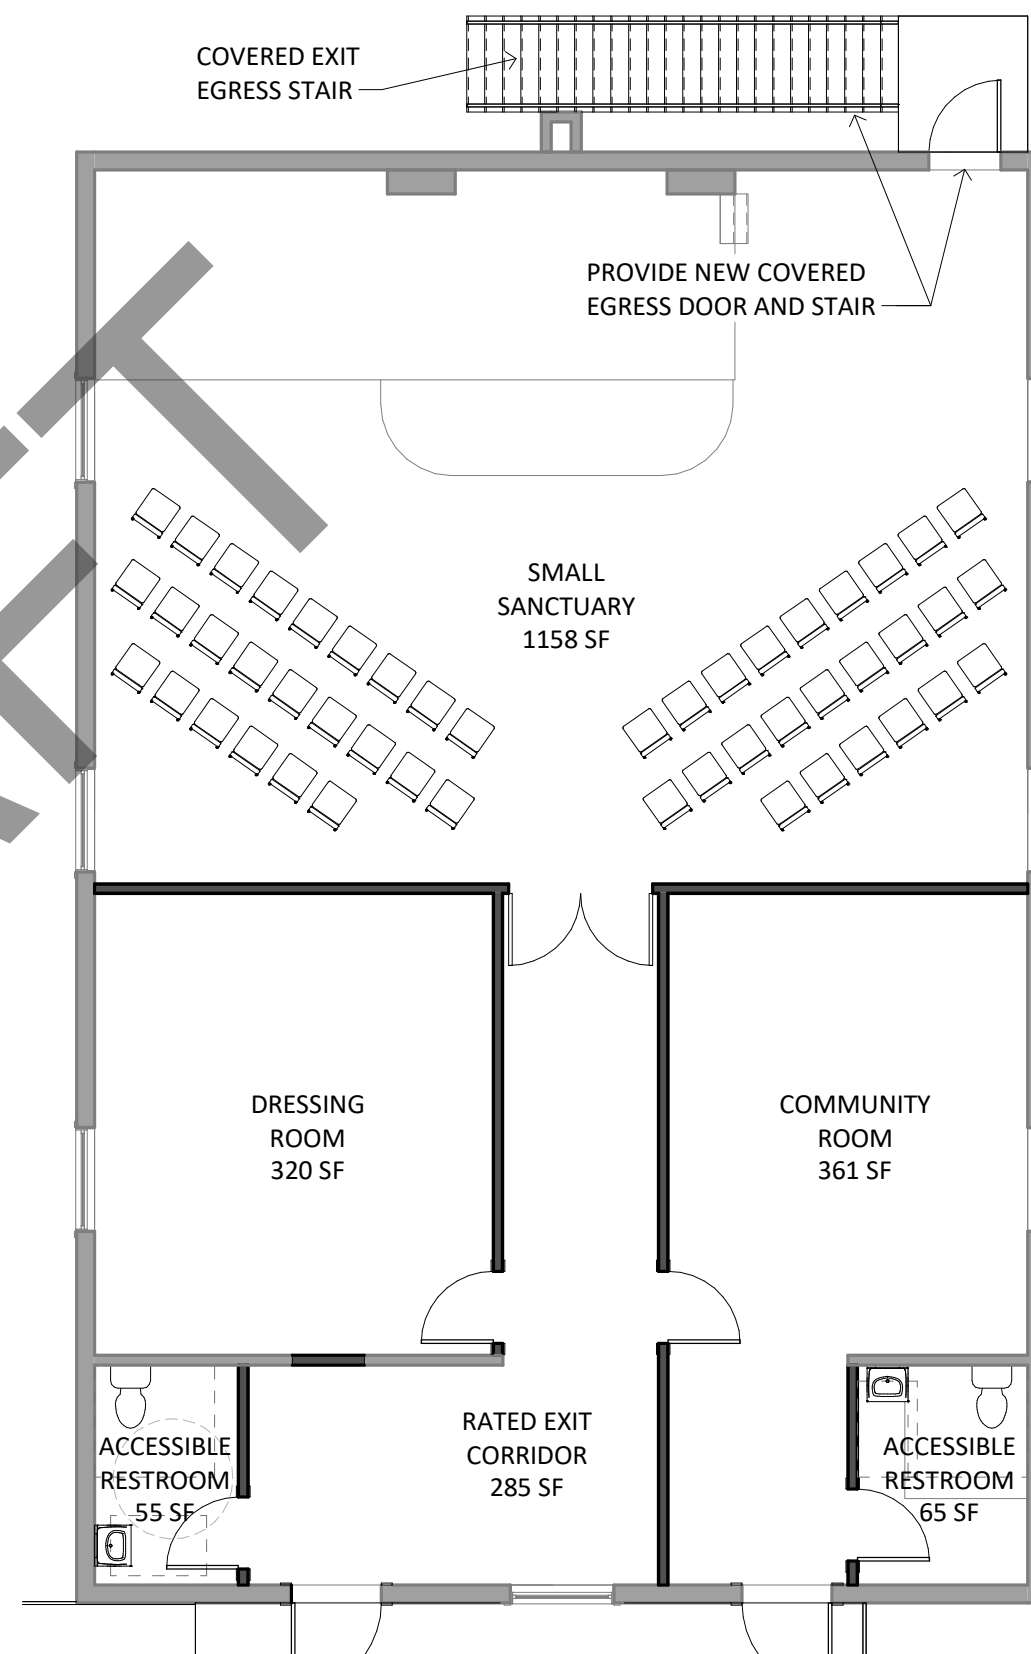 COVERED EXIT
EGRESS STAIR
PROVIDE NEW COVERED
EGRESS DOOR AND STAIR
SMALL
SANCTUARY
1158 SF
DRESSING
ROOM
320 SF
COMMUNITY
ROOM
361 SF
RATED EXIT
CORRIDOR
285 SF
ACCESSIBLE
RESTROOM
55 SF
ACCESSIBLE
RESTROOM
65 SF